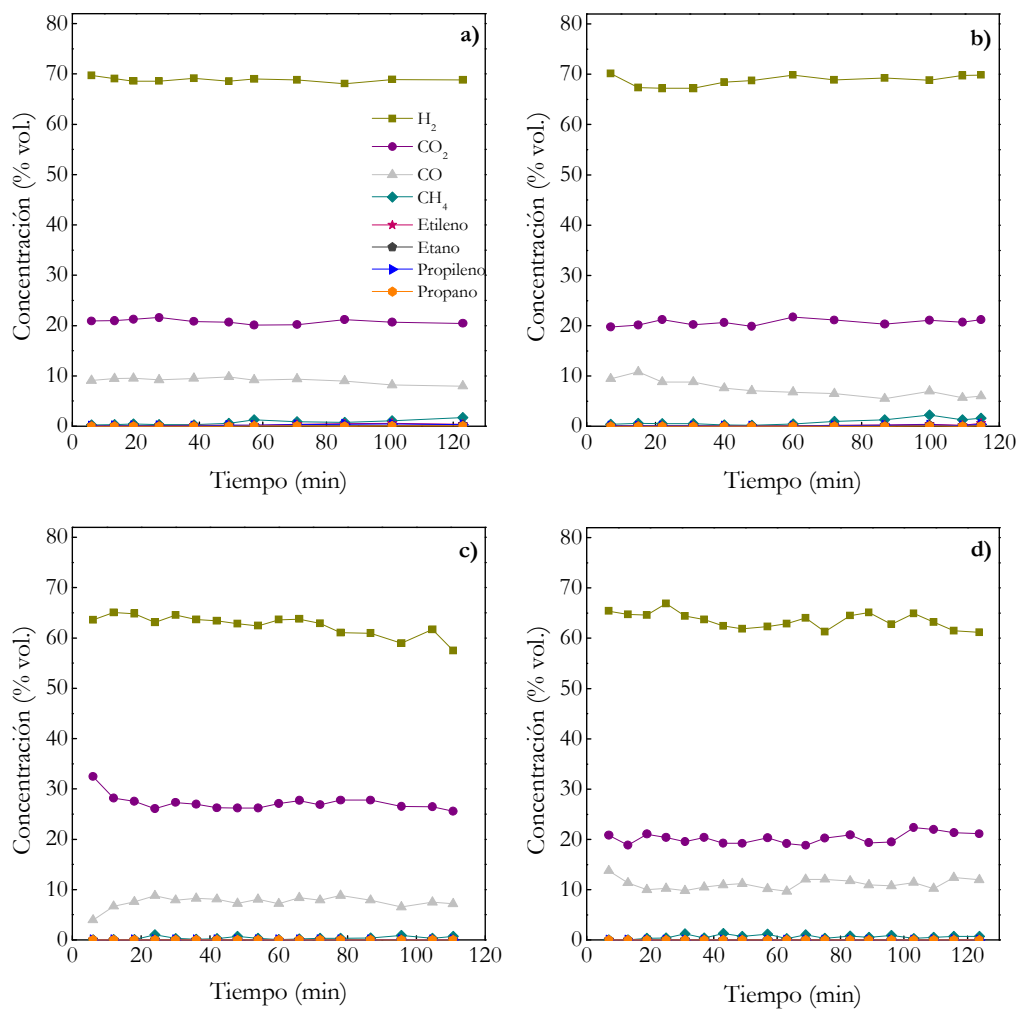 a)
Concentración (% vol.)
80
70
60
50
40
30
20
10
0
H2
CO2
CO
CH4
Etileno
Etano
Propileno
Propano
0 20 40 60 80 100 120 140
Tiempo (min)
b)
Concentración (% vol.)
80
70
60
50
40
30
20
10
0
0 20 40 60 80 100 120
Tiempo (min)
c)
Concentración (% vol.)
80
70
60
50
40
30
20
10
0
0 20 40 60 80 100 120
Tiempo (min)
d)
Concentración (% vol.)
80
70
60
50
40
30
20
10
0
0 20 40 60 80 100 120
Tiempo (min)